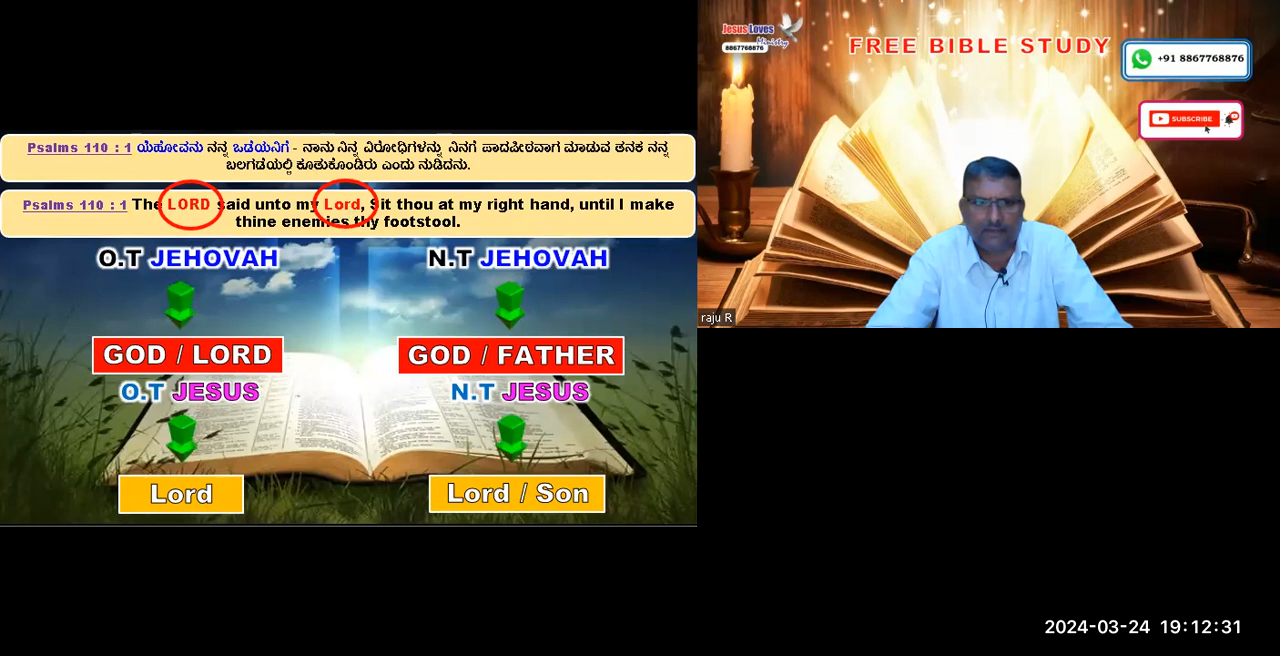 Psalms 110 : 1 ಯೆಹೋವನು ನನ್ನ ಒಡೆಯನಿಗೆ - ನಾನು ನಿನ್ನ ವಿರೋಧಿಗಳನ್ನು ನಿನಗೆ ಪಾದಪೀಠವಾಗ ಮಾಡುವ ತನಕ ನನ್ನ
ಬಲಗಡೆಯಲ್ಲಿ ಕೂತುಕೊಂಡಿರು ಎಂದು ನುಡಿದನು.
Psalms 110 : 1 The LORD said unto my Lord, Sit thou at my right hand, until I make
thine enemies thy footstool.
O.T JEHOVAH
GOD / LORD
O.T JESUS
Lord
N.T JEHOVAH
GOD / FATHER
N.T JESUS
Lord / Son
Jesus Loves
Ministry
8867768876
FREE BIBLE STUDY
+91 8867768876
SUBSCRIBE
raju R
2024-03-24 19:12:31